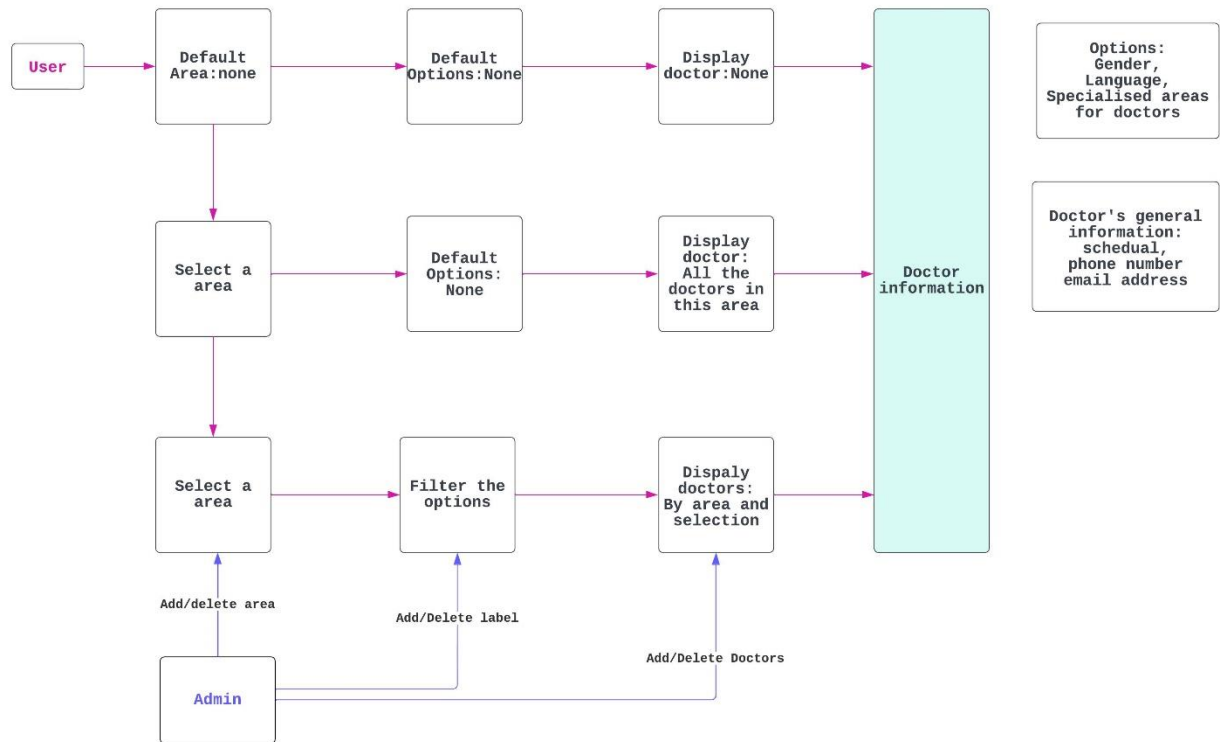 User
Default
Area:none
Default
Options:None
Display
doctor:None
Options:
Gender,
Language,
Specialised areas
for doctors
Doctor's general
information:
schedual,
phone number
email address
Select a
area
Default
Options:
None
Display
doctor:
All the
doctors in
this area
Doctor
information
Select a
area
Filter the
options
Dispaly
doctors:
By area and
selection
Add/delete area
Add/Delete label
Add/Delete Doctors
Admin